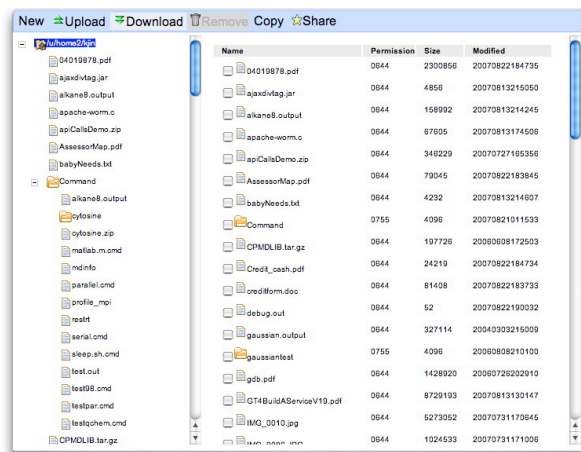 New Upload Download Remove Copy Share
/u/home2/kjn
04019878.pdf
ajaxdivtag.jar
alkane8.output
apache-worm.c
apiCallsDemo.zip
AssessorMap.pdf
babyNeeds.txt
Command
alkane8.output
cytosine
cytosine.zip
matlab.m.cmd
mdinfo
parallel.cmd
profile_mpi
restrt
serial.cmd
sleep.sh.cmd
test.out
test98.cmd
testpar.cmd
testqchem.cmd
CPMDLIB.tar.gz
Name Permission Size Modified
04019878.pdf 0644 2300856 20070822184735
ajaxdivtag.jar 0644 4856 20070813215050
alkane8.output 0644 158992 20070813214245
apache-worm.c 0644 67605 20070813174506
apiCallsDemo.zip 0644 346229 20070727165356
AssessorMap.pdf 0644 79045 20070822183845
babyNeeds.txt 0644 4232 20070813214607
Command 0755 4096 20070821011533
CPMDLIB.tar.gz 0644 197726 20060608172503
Credit_cash.pdf 0644 24219 20070822184734
creditform.doc 0644 81408 20070822183733
debug.out 0644 52 20070822190032
gaussian.output 0644 327114 20040303215009
gaussiantest 0755 4096 20060808210100
gdb.pdf 0644 1428920 20060726202910
GT4BuildAServiceV19.pdf 0644 8729193 20070813130147
IMG_0010.jpg 0644 5273052 20070731170645
0644 1024533 20070731171006